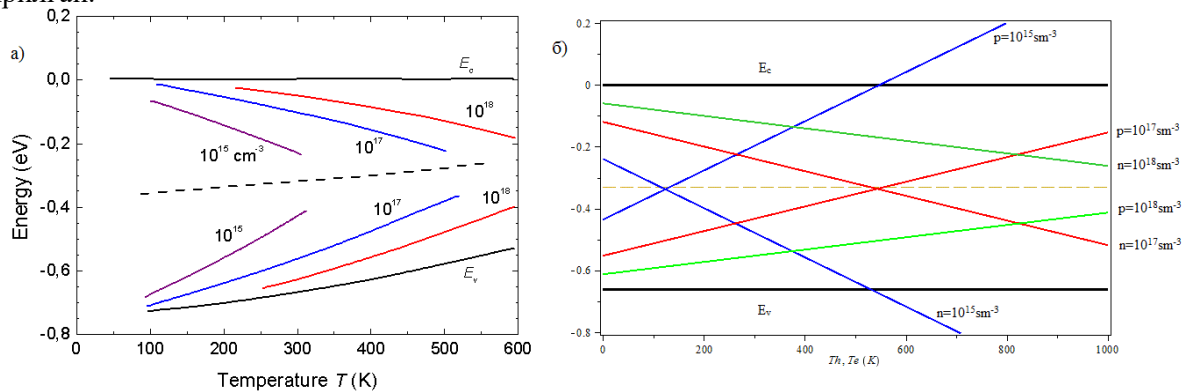 а)
0,2
0,0
-0,2
-0,4
-0,6
-0,8
Energy (eV)
E_c
10^18
10^17
10^15 cm^-3
10^18
10^17
10^15
E_v
0 100 200 300 400 500 600
Temperature T (K)
б)
0.2
0
-0.2
-0.4
-0.6
-0.8
p=10^15sm^-3
E_c
p=10^17sm^-3
n=10^18sm^-3
p=10^18sm^-3
n=10^17sm^-3
E_v
n=10^15sm^-3
0 200 400 600 800 1000
Th, Te (K)